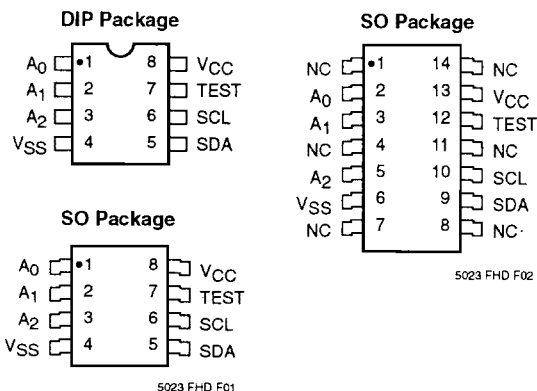 DIP Package
A0 1 8 VCC
A1 2 7 TEST
A2 3 6 SCL
VSS 4 5 SDA
SO Package
A0 1 8 VCC
A1 2 7 TEST
A2 3 6 SCL
VSS 4 5 SDA
5023 FHD F01
SO Package
NC 1 14 NC
A0 2 13 VCC
A1 3 12 TEST
NC 4 11 NC
A2 5 10 SCL
VSS 6 9 SDA
NC 7 8 NC
5023 FHD F02